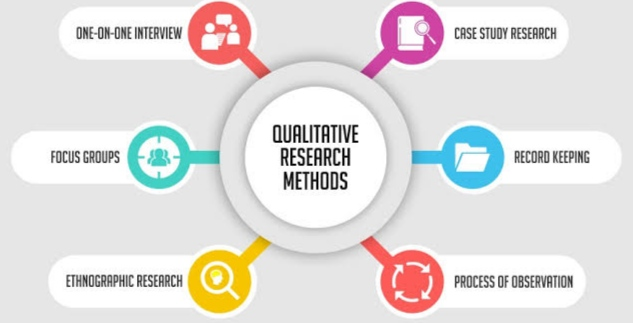 ONE-ON-ONE INTERVIEW
CASE STUDY RESEARCH
QUALITATIVE
RESEARCH
METHODS
FOCUS GROUPS
RECORD KEEPING
ETHNOGRAPHIC RESEARCH
PROCESS OF OBSERVATION